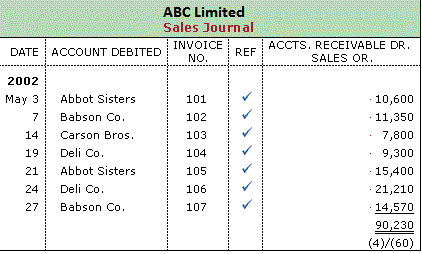 ABC Limited
Sales Journal
DATE ACCOUNT DEBITED INVOICE NO. REF ACCTS. RECEIVABLE DR. SALES OR.
2002
May 3 Abbot Sisters 101 ✓ 10,600
7 Babson Co. 102 ✓ 11,350
14 Carson Bros. 103 ✓ 7,800
19 Deli Co. 104 ✓ 9,300
21 Abbot Sisters 105 ✓ 15,400
24 Deli Co. 106 ✓ 21,210
27 Babson Co. 107 ✓ 14,570
90,230
(4)/(60)